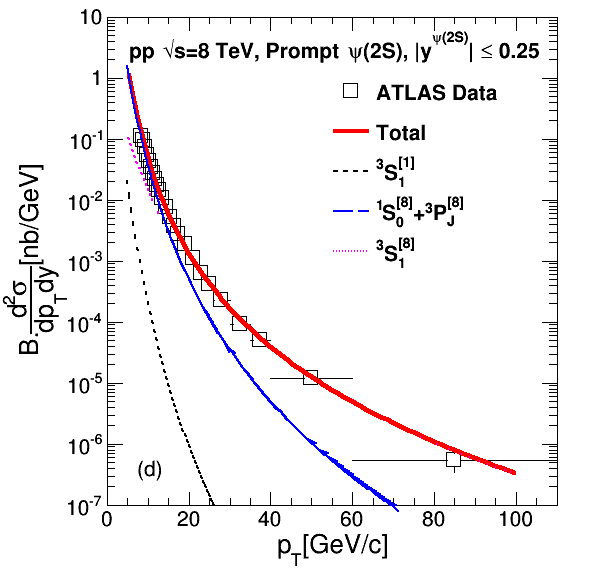 pp √s=8 TeV, Prompt ψ(2S), |y^ψ(2S)| ≤ 0.25
ATLAS Data
Total
³S₁^[1]
¹S₀^[8]+³P_J^[8]
³S₁^[8]
B.d²σ/dp_Tdy[nb/GeV]
10
1
10⁻¹
10⁻²
10⁻³
10⁻⁴
10⁻⁵
10⁻⁶
10⁻⁷
(d)
0 20 40 60 80 100
p_T[GeV/c]